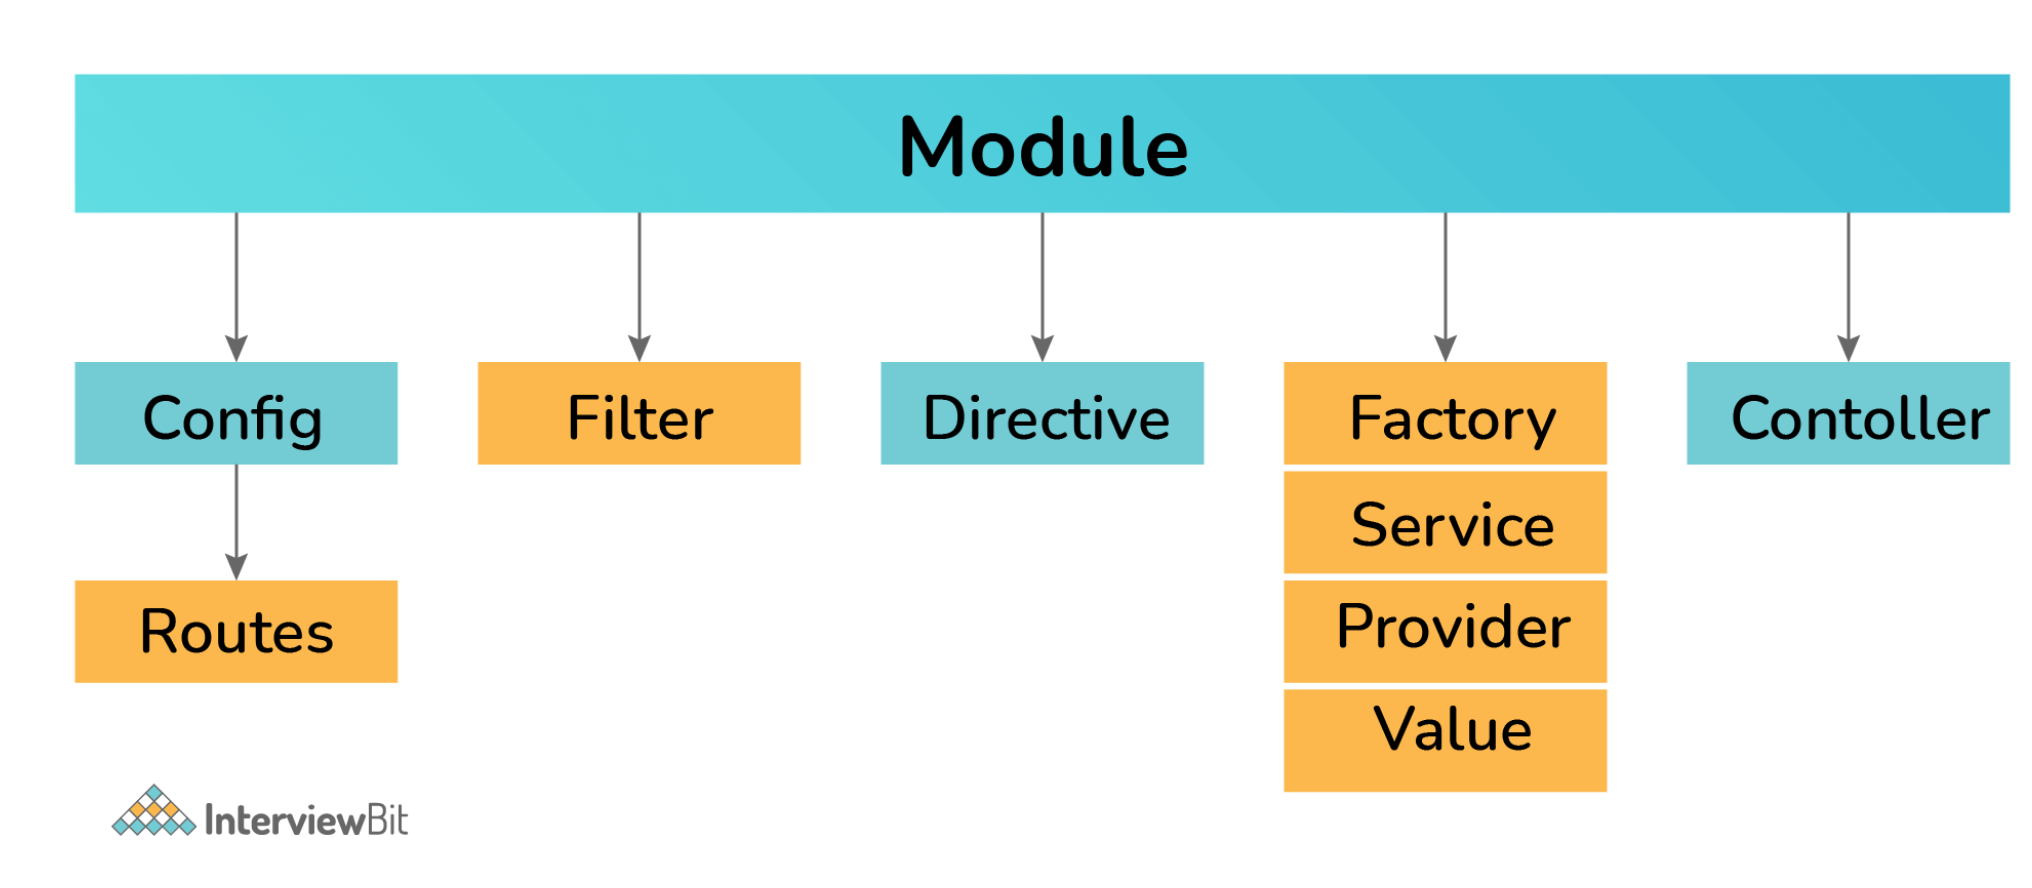 Module
Config
Filter
Directive
Factory
Contoller
Service
Routes
Provider
Value
InterviewBit